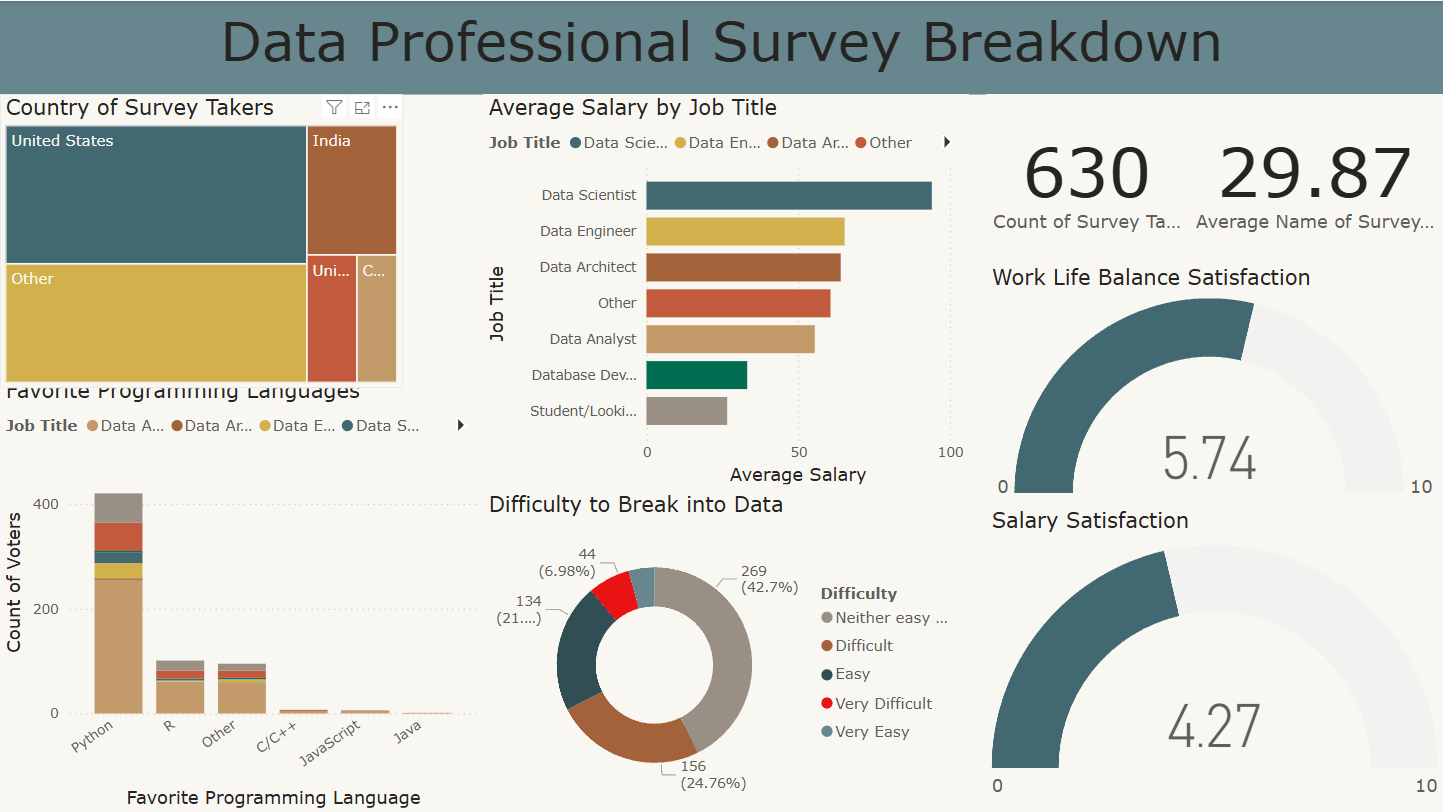 Data Professional Survey Breakdown
Country of Survey Takers
United States
India
Other
Uni...
C...
Favorite Programming Languages
Job Title
Data A...
Data Ar...
Data E...
Data S...
Count of Voters
400
200
0
Python
R
Other
C/C++
JavaScript
Java
Favorite Programming Language
Average Salary by Job Title
Job Title
Data Scie...
Data En...
Data Ar...
Other
Job Title
Data Scientist
Data Engineer
Data Architect
Other
Data Analyst
Database Dev...
Student/Looki...
0
50
100
Average Salary
Difficulty to Break into Data
44
(6.98%)
269
(42.7%)
134
(21....)
156
(24.76%)
Difficulty
Neither easy ...
Difficult
Easy
Very Difficult
Very Easy
630
Count of Survey Ta...
29.87
Average Name of Survey...
Work Life Balance Satisfaction
5.74
0
10
Salary Satisfaction
4.27
0
10